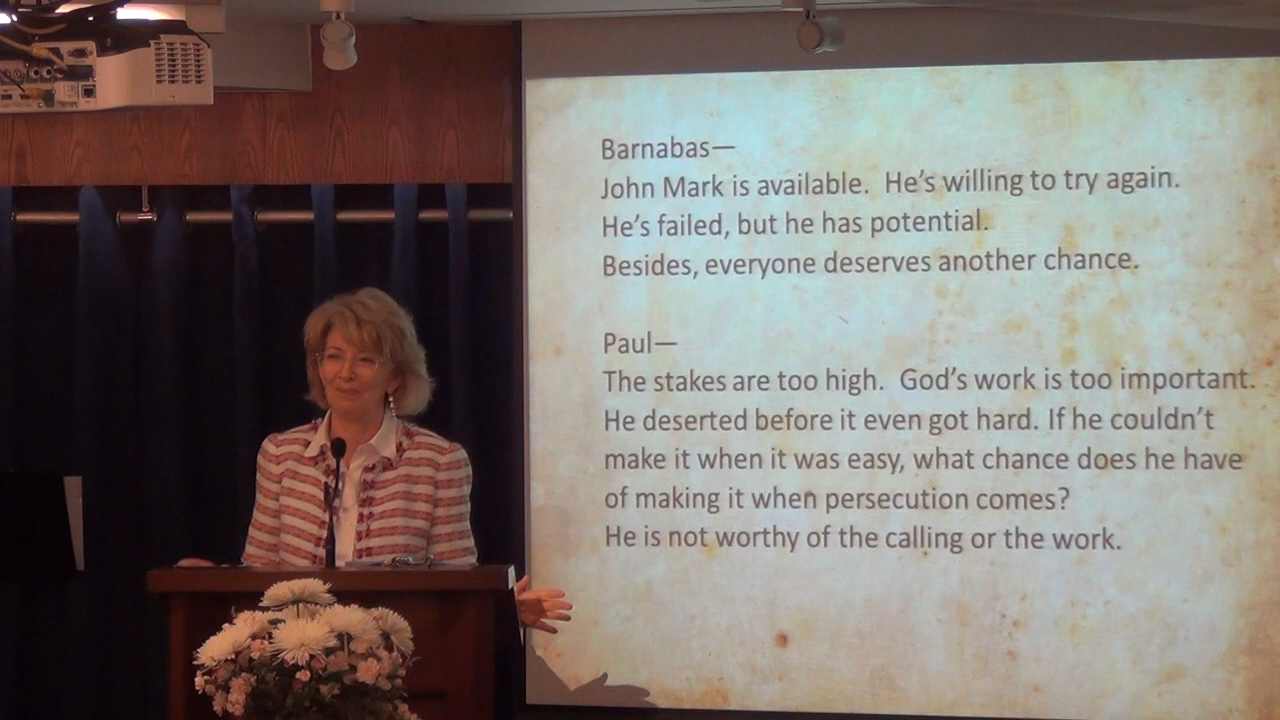 Barnabas—
John Mark is available.  He's willing to try again.
He's failed, but he has potential.
Besides, everyone deserves another chance.
Paul—
The stakes are too high.  God's work is too important.
He deserted before it even got hard. If he couldn't
make it when it was easy, what chance does he have
of making it when persecution comes?
He is not worthy of the calling or the work.